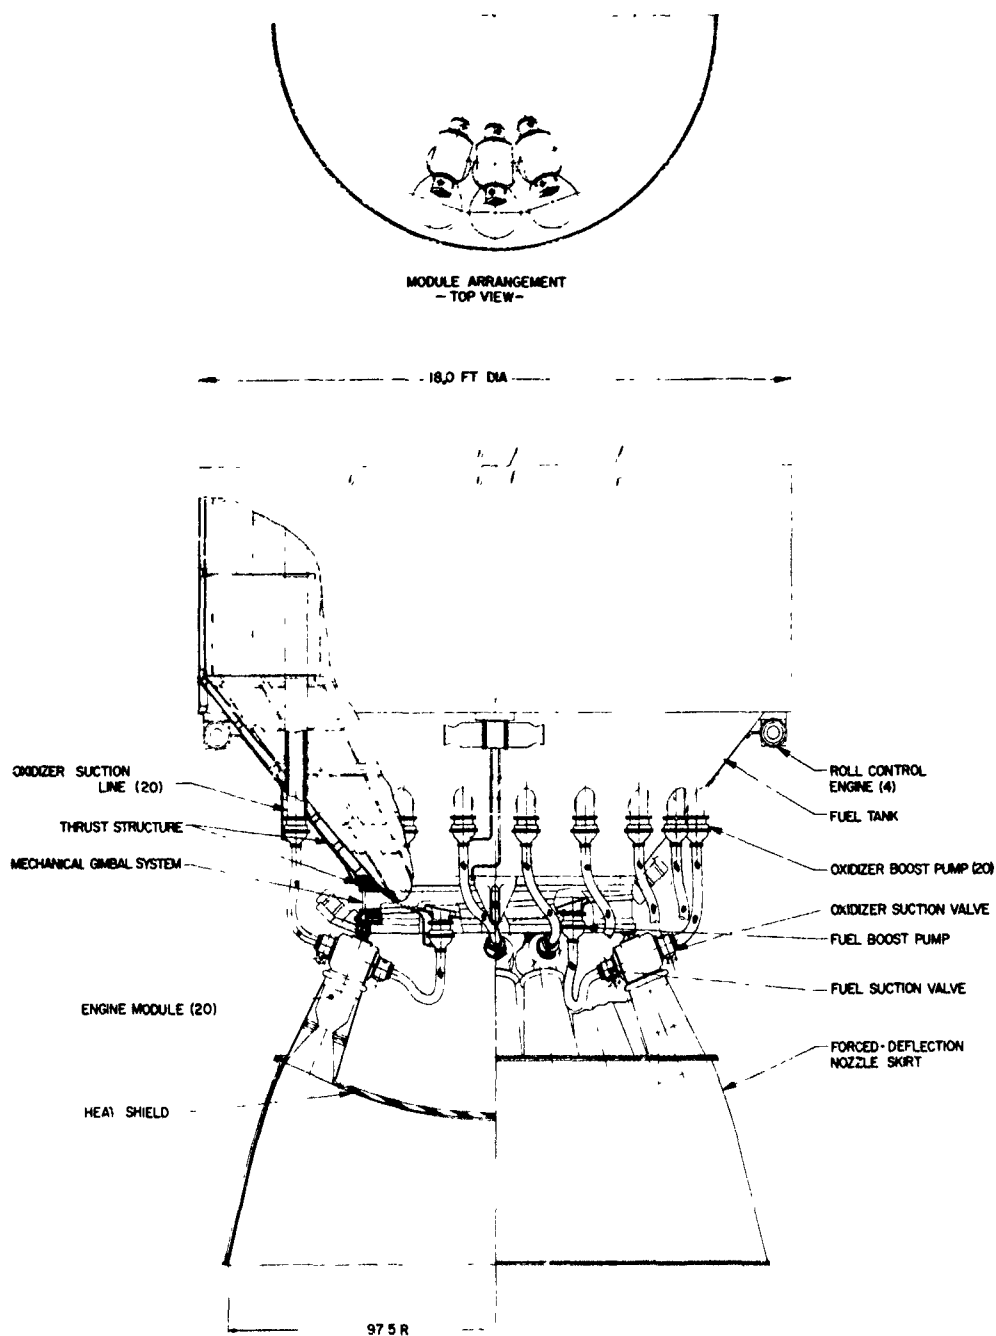 MODULE ARRANGEMENT
- TOP VIEW -
18.0 FT DIA
OXIDIZER SUCTION
LINE (20)
THRUST STRUCTURE
MECHANICAL GIMBAL SYSTEM
ENGINE MODULE (20)
HEAT SHIELD
ROLL CONTROL
ENGINE (4)
FUEL TANK
OXIDIZER BOOST PUMP (20)
OXIDIZER SUCTION VALVE
FUEL BOOST PUMP
FUEL SUCTION VALVE
FORCED-DEFLECTION
NOZZLE SKIRT
97 5 R